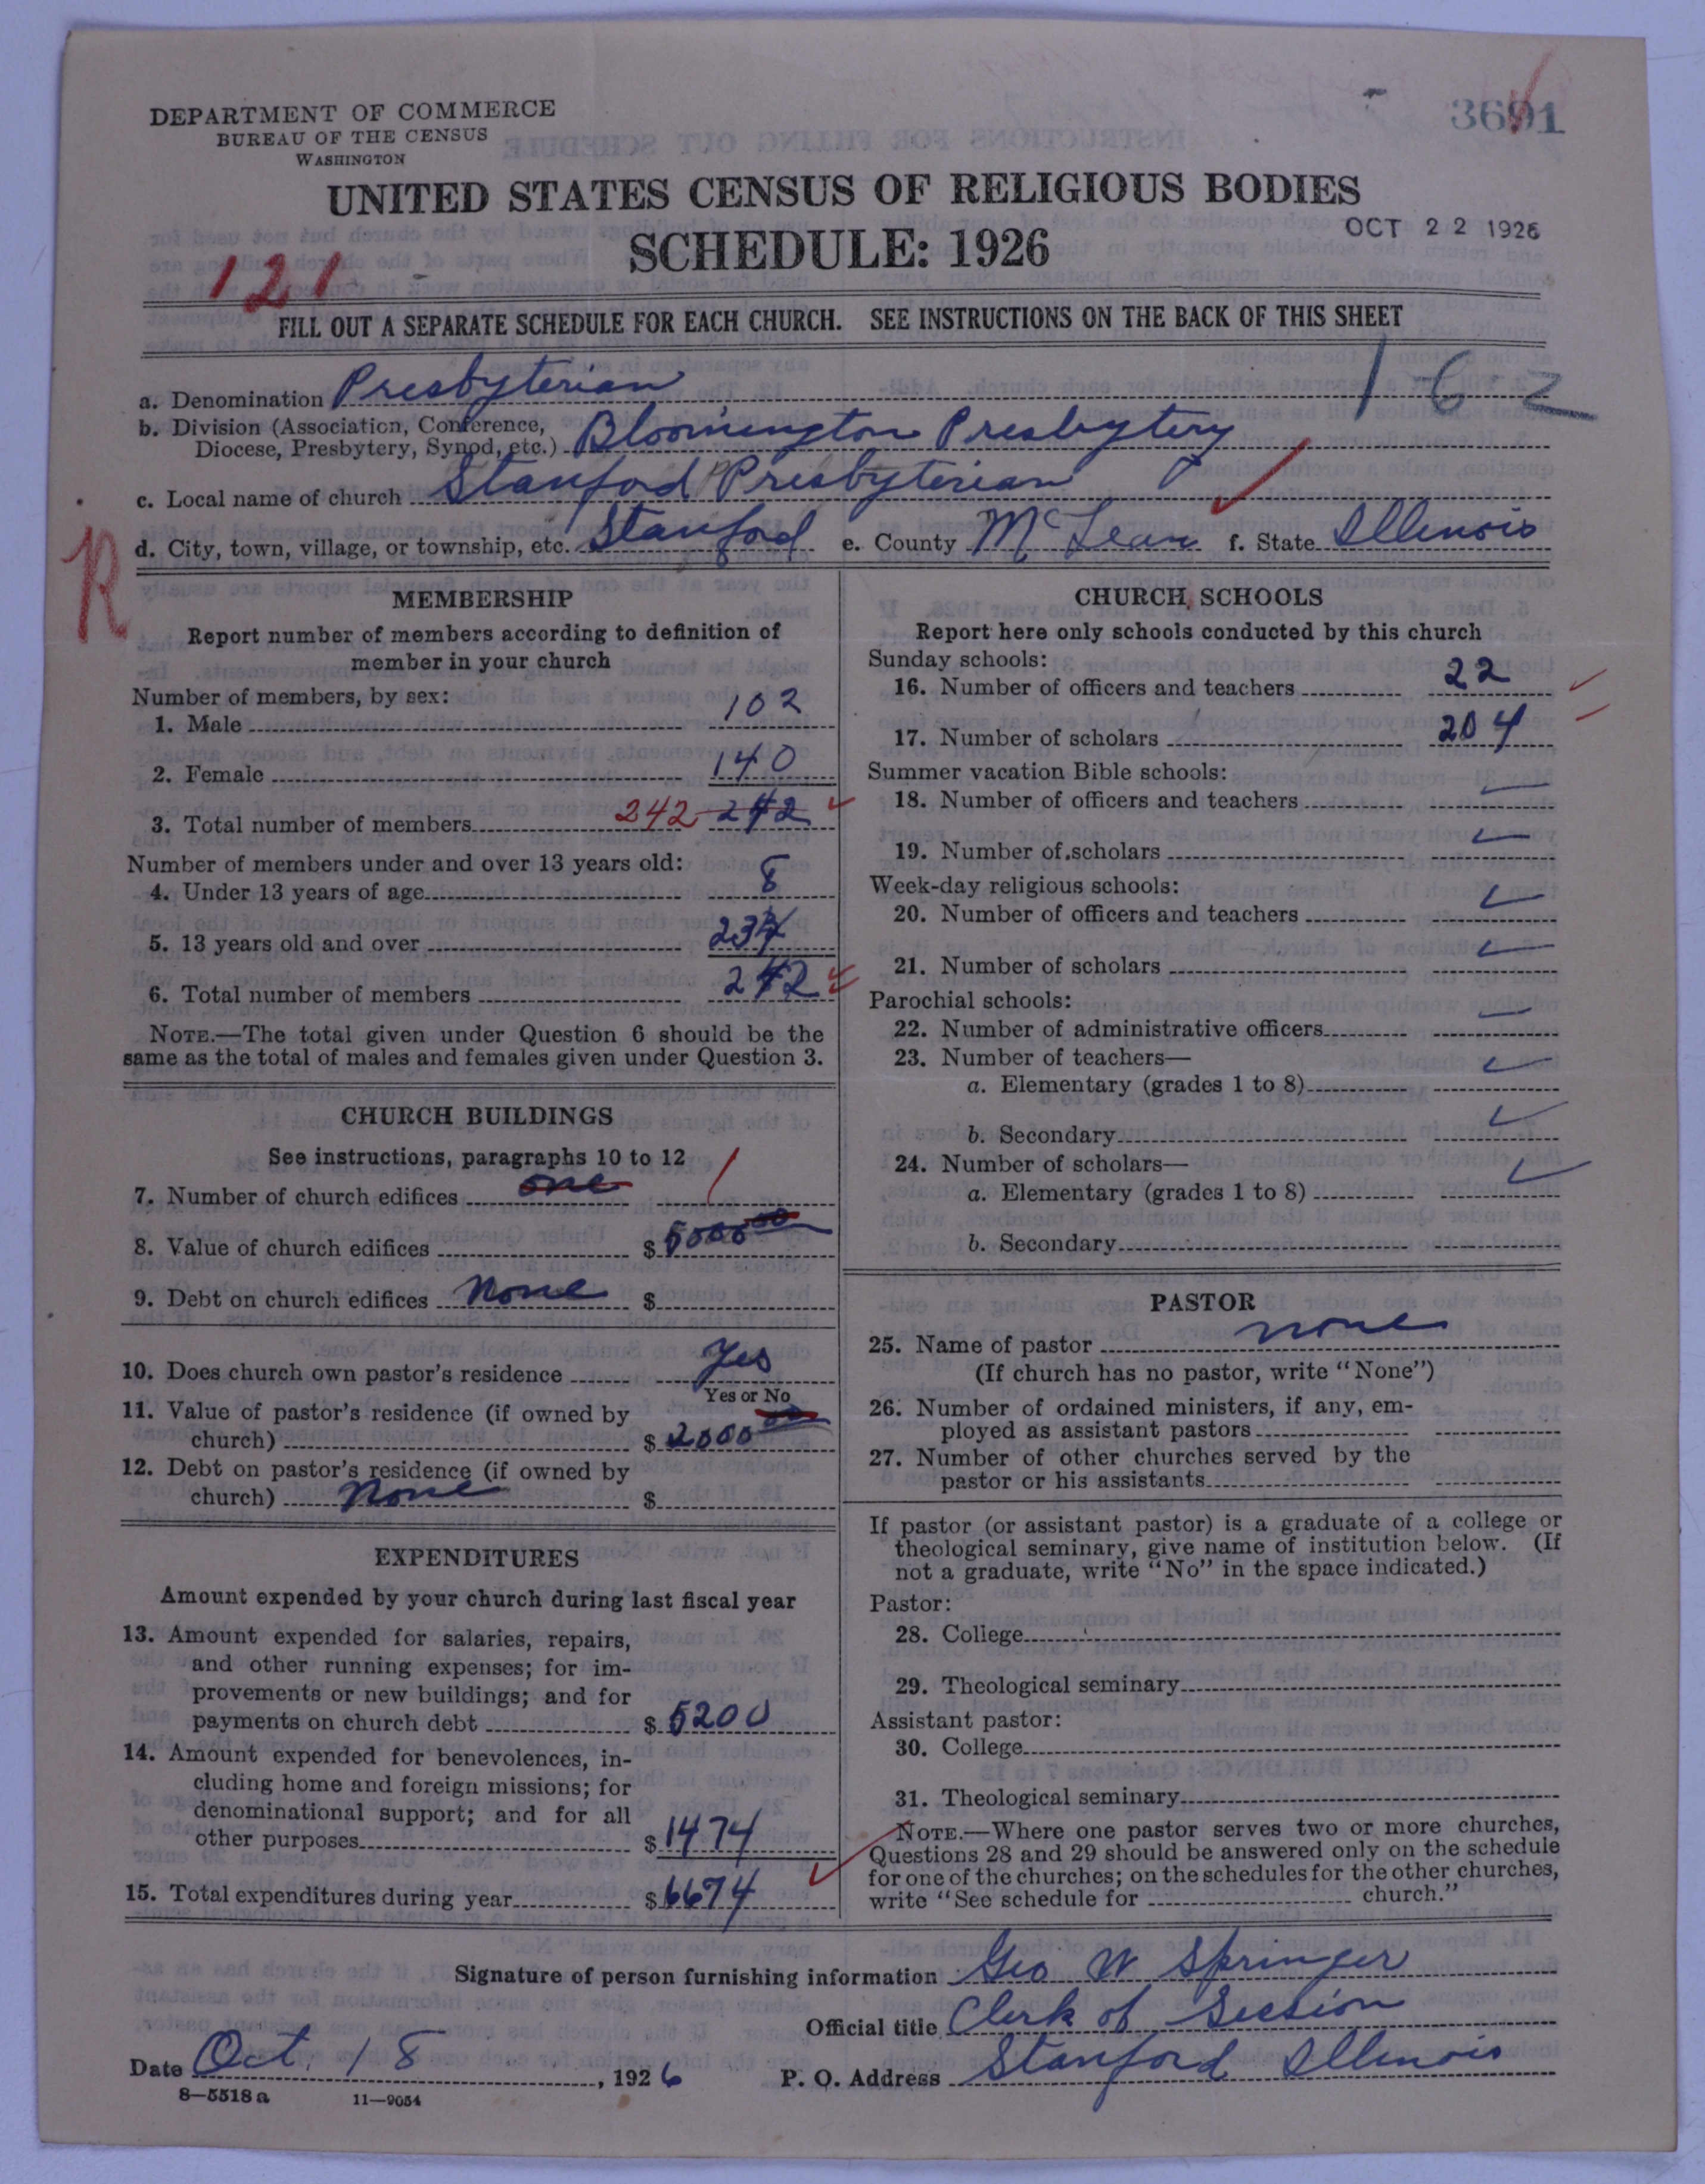 DEPARTMENT OF COMMERCE
BUREAU OF THE CENSUS
WASHINGTON
3691
UNITED STATES CENSUS OF RELIGIOUS BODIES
SCHEDULE: 1926
OCT 22 1926
121
FILL OUT A SEPARATE SCHEDULE FOR EACH CHURCH. SEE INSTRUCTIONS ON THE BACK OF THIS SHEET
162
a. Denomination Presbyterian
b. Division (Association, Conference,
Diocese, Presbytery, Synod, etc.) Bloomington Presbytery
c. Local name of church Stanford Presbyterian
d. City, town, village, or township, etc. Stanford e. County McLean f. State Illinois
R
MEMBERSHIP
Report number of members according to definition of
member in your church
Number of members, by sex:
1. Male 102
2. Female 140
3. Total number of members 242 242
Number of members under and over 13 years old:
4. Under 13 years of age 8
5. 13 years old and over 234
6. Total number of members 242
NOTE.—The total given under Question 6 should be the
same as the total of males and females given under Question 3.
CHURCH BUILDINGS
See instructions, paragraphs 10 to 12
7. Number of church edifices one 1
8. Value of church edifices $ 5000 00
9. Debt on church edifices None $
10. Does church own pastor's residence Yes
Yes or No
11. Value of pastor's residence (if owned by
church) $ 2000 00
12. Debt on pastor's residence (if owned by
church) None $
EXPENDITURES
Amount expended by your church during last fiscal year
13. Amount expended for salaries, repairs,
and other running expenses; for im-
provements or new buildings; and for
payments on church debt $ 5200
14. Amount expended for benevolences, in-
cluding home and foreign missions; for
denominational support; and for all
other purposes $ 1474
15. Total expenditures during year $ 6674
CHURCH SCHOOLS
Report here only schools conducted by this church
Sunday schools:
16. Number of officers and teachers 22
17. Number of scholars 204
Summer vacation Bible schools:
18. Number of officers and teachers
19. Number of scholars
Week-day religious schools:
20. Number of officers and teachers
21. Number of scholars
Parochial schools:
22. Number of administrative officers
23. Number of teachers—
a. Elementary (grades 1 to 8)
b. Secondary
24. Number of scholars—
a. Elementary (grades 1 to 8)
b. Secondary
PASTOR
25. Name of pastor none
(If church has no pastor, write "None")
26. Number of ordained ministers, if any, em-
ployed as assistant pastors
27. Number of other churches served by the
pastor or his assistants
If pastor (or assistant pastor) is a graduate of a college or
theological seminary, give name of institution below. (If
not a graduate, write "No" in the space indicated.)
Pastor:
28. College
29. Theological seminary
Assistant pastor:
30. College
31. Theological seminary
NOTE.—Where one pastor serves two or more churches,
Questions 28 and 29 should be answered only on the schedule
for one of the churches; on the schedules for the other churches,
write "See schedule for church."
Signature of person furnishing information Geo W Springer
Official title Clerk of Session
Date Oct. 18, 1926 P. O. Address Stanford Illinois
8—5518a 11—9054